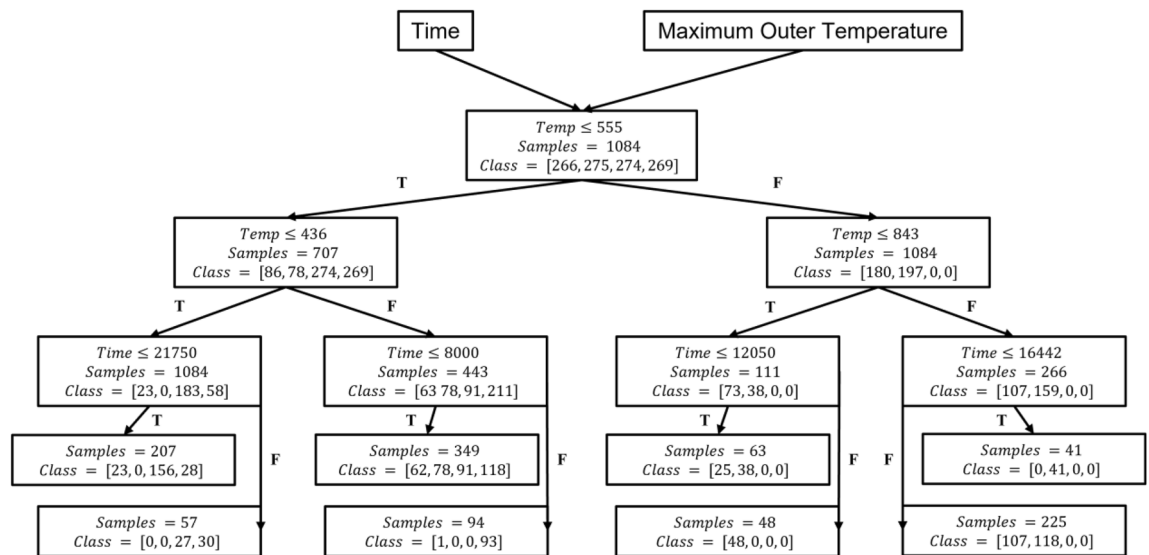 Time
Maximum Outer Temperature
Temp ≤ 555
Samples = 1084
Class = [266, 275, 274, 269]
T
F
Temp ≤ 436
Samples = 707
Class = [86, 78, 274, 269]
Temp ≤ 843
Samples = 1084
Class = [180, 197, 0, 0]
T
F
T
F
Time ≤ 21750
Samples = 1084
Class = [23, 0, 183, 58]
Time ≤ 8000
Samples = 443
Class = [63 78, 91, 211]
Time ≤ 12050
Samples = 111
Class = [73, 38, 0, 0]
Time ≤ 16442
Samples = 266
Class = [107, 159, 0, 0]
T
T
T
T
Samples = 207
Class = [23, 0, 156, 28]
F
Samples = 349
Class = [62, 78, 91, 118]
F
Samples = 63
Class = [25, 38, 0, 0]
F
F
Samples = 41
Class = [0, 41, 0, 0]
Samples = 57
Class = [0, 0, 27, 30]
Samples = 94
Class = [1, 0, 0, 93]
Samples = 48
Class = [48, 0, 0, 0]
Samples = 225
Class = [107, 118, 0, 0]